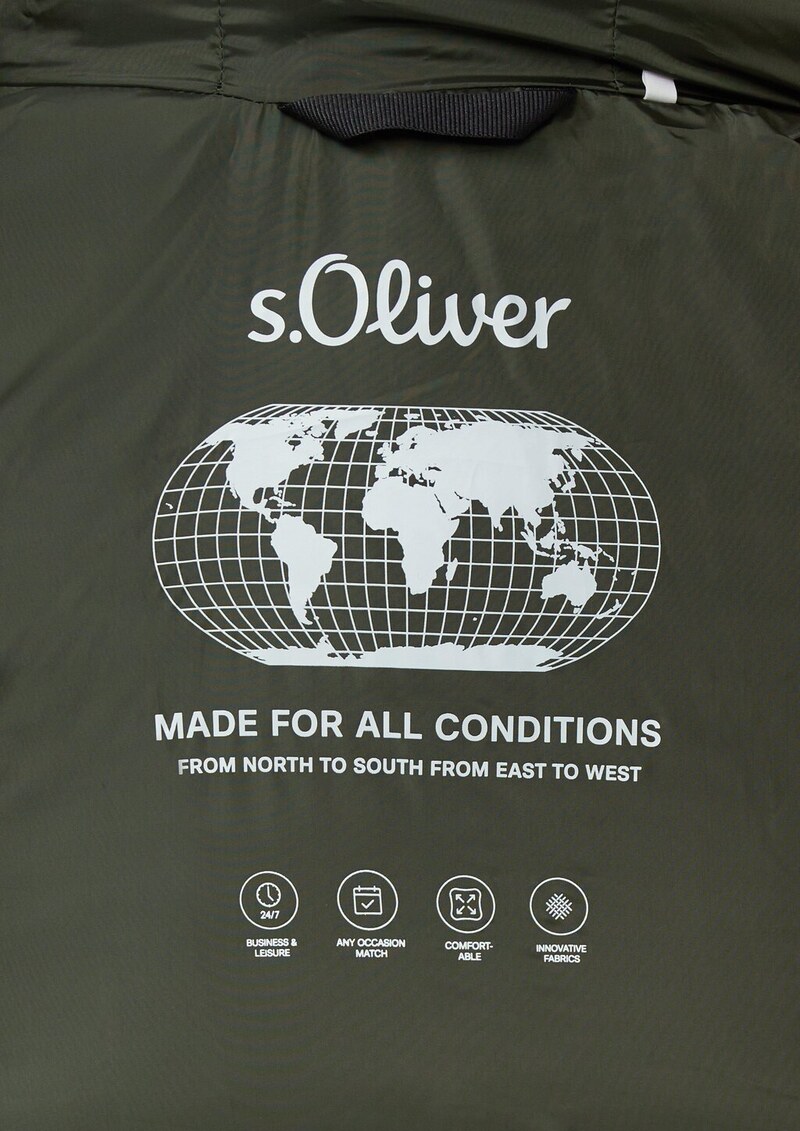 s.Oliver
MADE FOR ALL CONDITIONS
FROM NORTH TO SOUTH FROM EAST TO WEST
24/7
BUSINESS &
LEISURE
ANY OCCASION
MATCH
COMFORT-
ABLE
INNOVATIVE
FABRICS